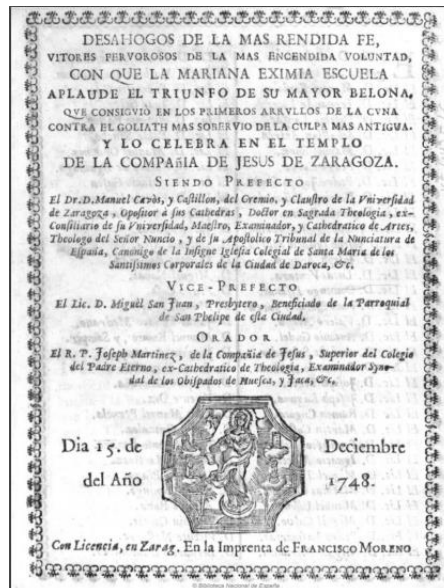 DESAHOGOS DE LA MAS RENDIDA FE,
VITORES FERVOROSOS DE LA MAS ENCENDIDA VOLUNTAD,
CON QUE LA MARIANA EXIMIA ESCUELA
APLAUDE EL TRIUNFO DE SU MAYOR BELONA,
QUE CONSIGUIÒ EN LOS PRIMEROS ARRULLOS DE LA CUNA
CONTRA EL GOLIATH MAS SOBERVIO DE LA CULPA MAS ANTIGUA.
Y LO CELEBRA EN EL TEMPLO
DE LA COMPAñIA DE JESUS DE ZARAGOZA.
SIENDO PREFECTO
El Dr. D. Manuel Cavòs, y Castillon, del Gremio, y Claustro de la Vniversidad
de Zaragoza, Opositor à sus Cathedras, Doctor en Sagrada Theologia, ex-
Consiliario de su Vniversidad, Maestro, Examinador, y Cathedratico de Artes,
Theologo del Señor Nuncio, y de su Apostolico Tribunal de la Nunciatura de
España, Canonigo de la Insigne Iglesia Colegial de Santa Maria de los
Santissimos Corporales de la Ciudad de Daroca, &c.
VICE-PREFECTO
El Lic. D. Miguèl San Juan, Presbytero, Beneficiado de la Parroquial
de San Phelipe de esta Ciudad.
ORADOR
El R. P. Joseph Martinez, de la Compañia de Jesus, Superior del Colegio
del Padre Eterno, ex-Cathedratico de Theologia, Examinador Syno-
dal de los Obispados de Huesca, y Jaca, &c.
Dia 15. de Deciembre
del Año 1748.
Con Licencia, en Zarag. En la Imprenta de FRANCISCO MORENO
© Biblioteca Nacional de España